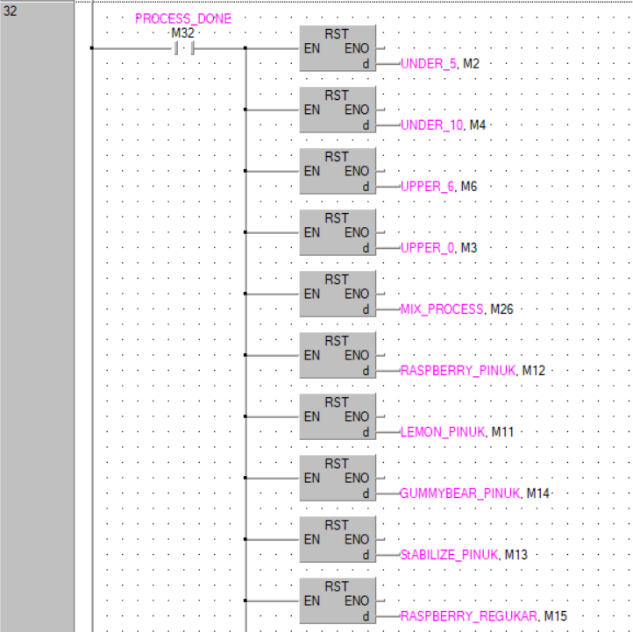 32
PROCESS_DONE
M32
RST
EN ENO
d UNDER_5, M2
RST
EN ENO
d UNDER_10, M4
RST
EN ENO
d UPPER_6, M6
RST
EN ENO
d UPPER_0, M3
RST
EN ENO
d MIX_PROCESS, M26
RST
EN ENO
d RASPBERRY_PINUK, M12
RST
EN ENO
d LEMON_PINUK, M11
RST
EN ENO
d GUMMYBEAR_PINUK, M14
RST
EN ENO
d StABILIZE_PINUK, M13
RST
EN ENO
d RASPBERRY_REGUKAR, M15